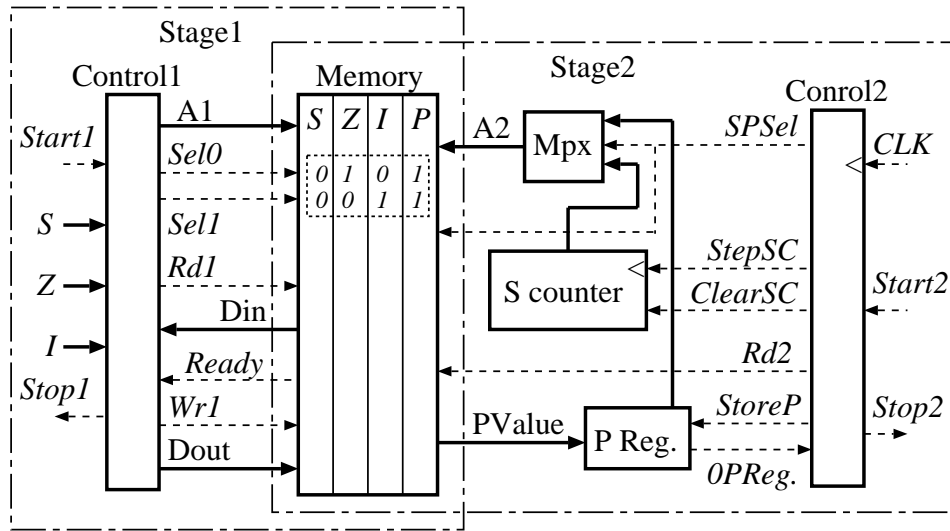 Stage1
Stage2
Control1
Memory
Conrol2
A1
S Z I P
A2
Mpx
SPSel
CLK
Start1
Sel0
0 1 0 1
0 0 1 1
S
Sel1
StepSC
<
<
Z
Rd1
S counter
ClearSC
Start2
Din
I
Ready
Rd2
Stop1
Wr1
PValue
P Reg.
StoreP
Stop2
Dout
0PReg.